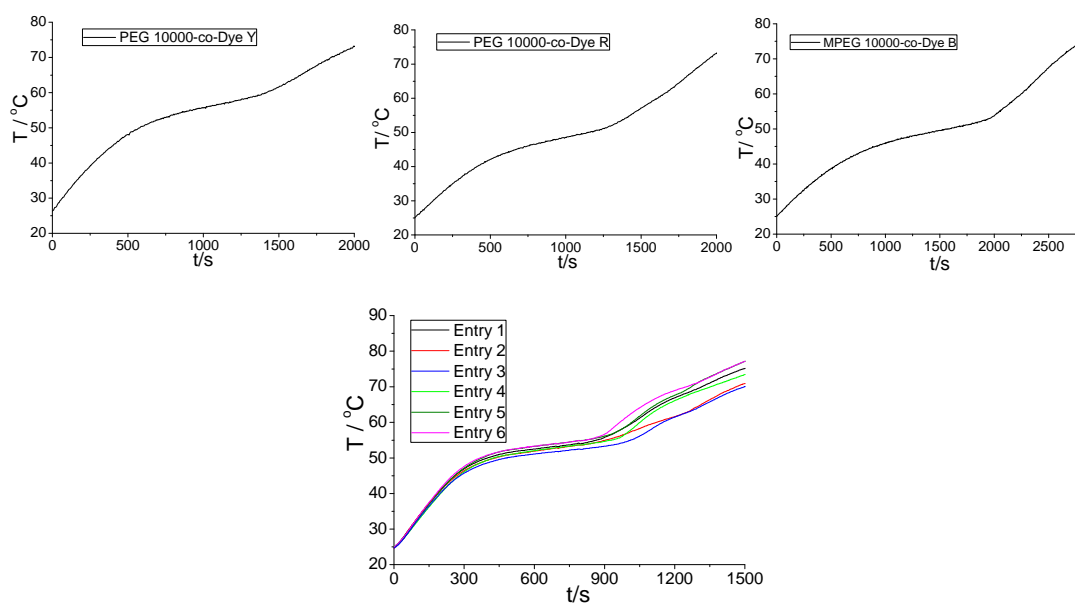 80
70
60
50
40
30
20
T / °C
PEG 10000-co-Dye Y
0 500 1000 1500 2000
t/s
80
70
60
50
40
30
20
T/ °C
PEG 10000-co-Dye R
0 500 1000 1500 2000
t/s
80
70
60
50
40
30
20
T/ °C
MPEG 10000-co-Dye B
0 500 1000 1500 2000 2500
t/s
90
80
70
60
50
40
30
20
T / °C
Entry 1
Entry 2
Entry 3
Entry 4
Entry 5
Entry 6
0 300 600 900 1200 1500
t/s